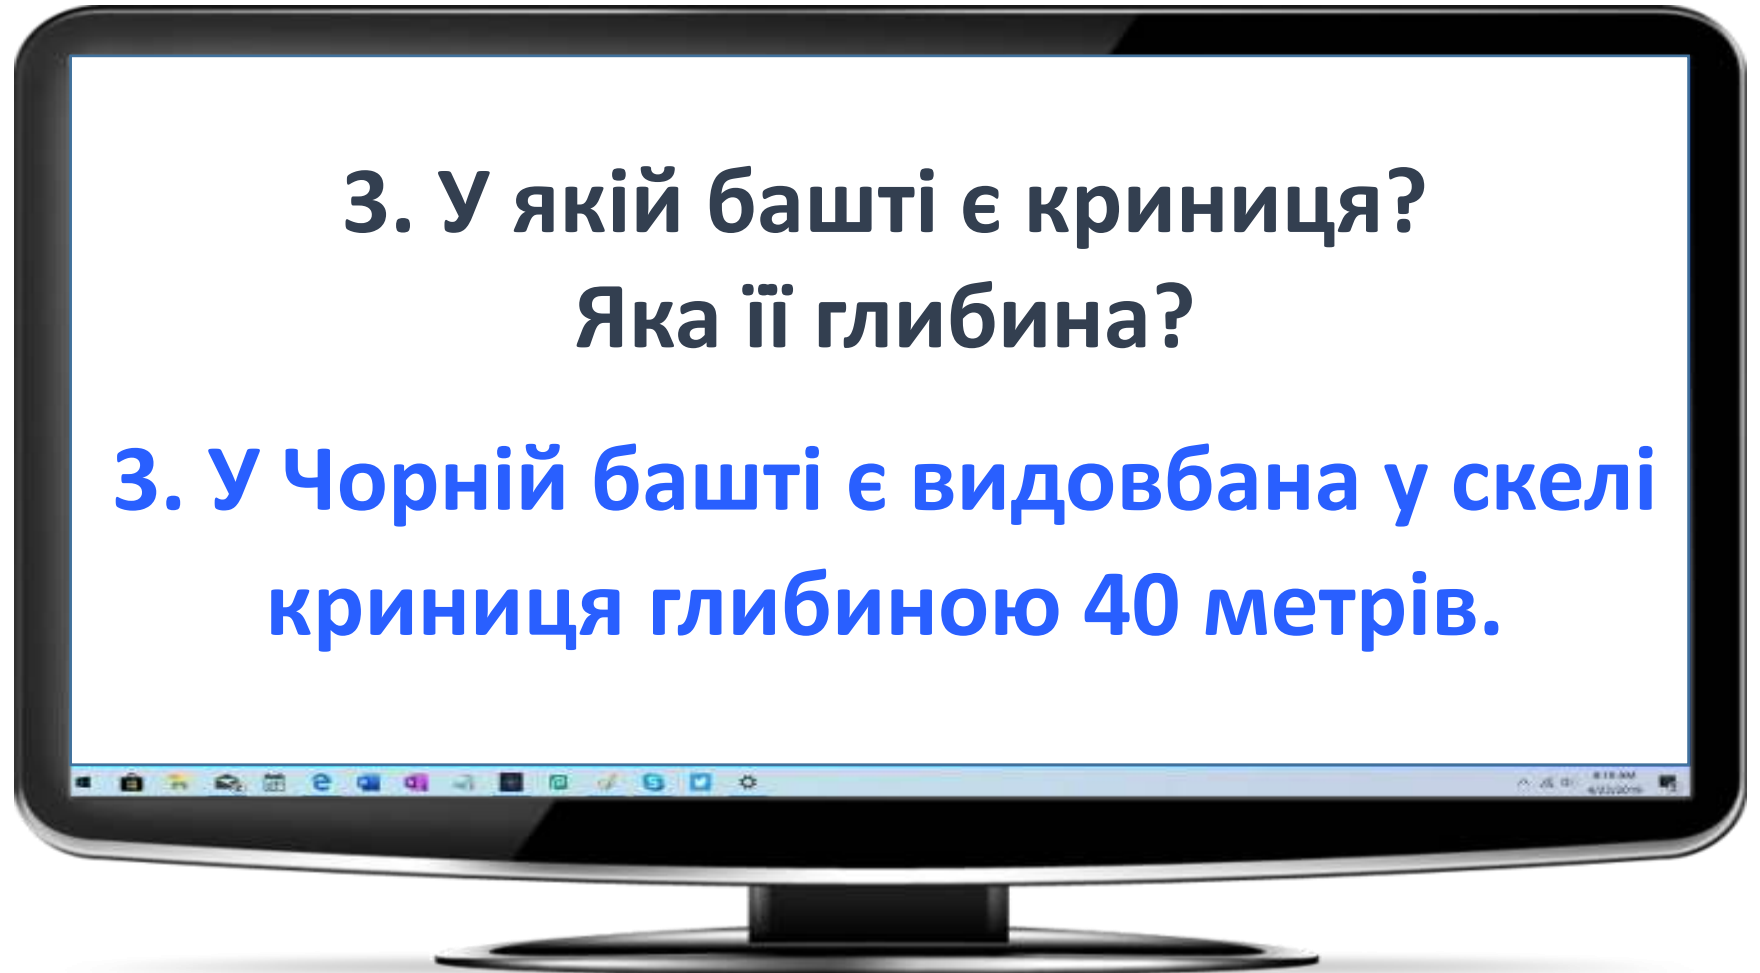 3. У якій башті є криниця?
Яка її глибина?
3. У Чорній башті є видовбана у скелі
криниця глибиною 40 метрів.